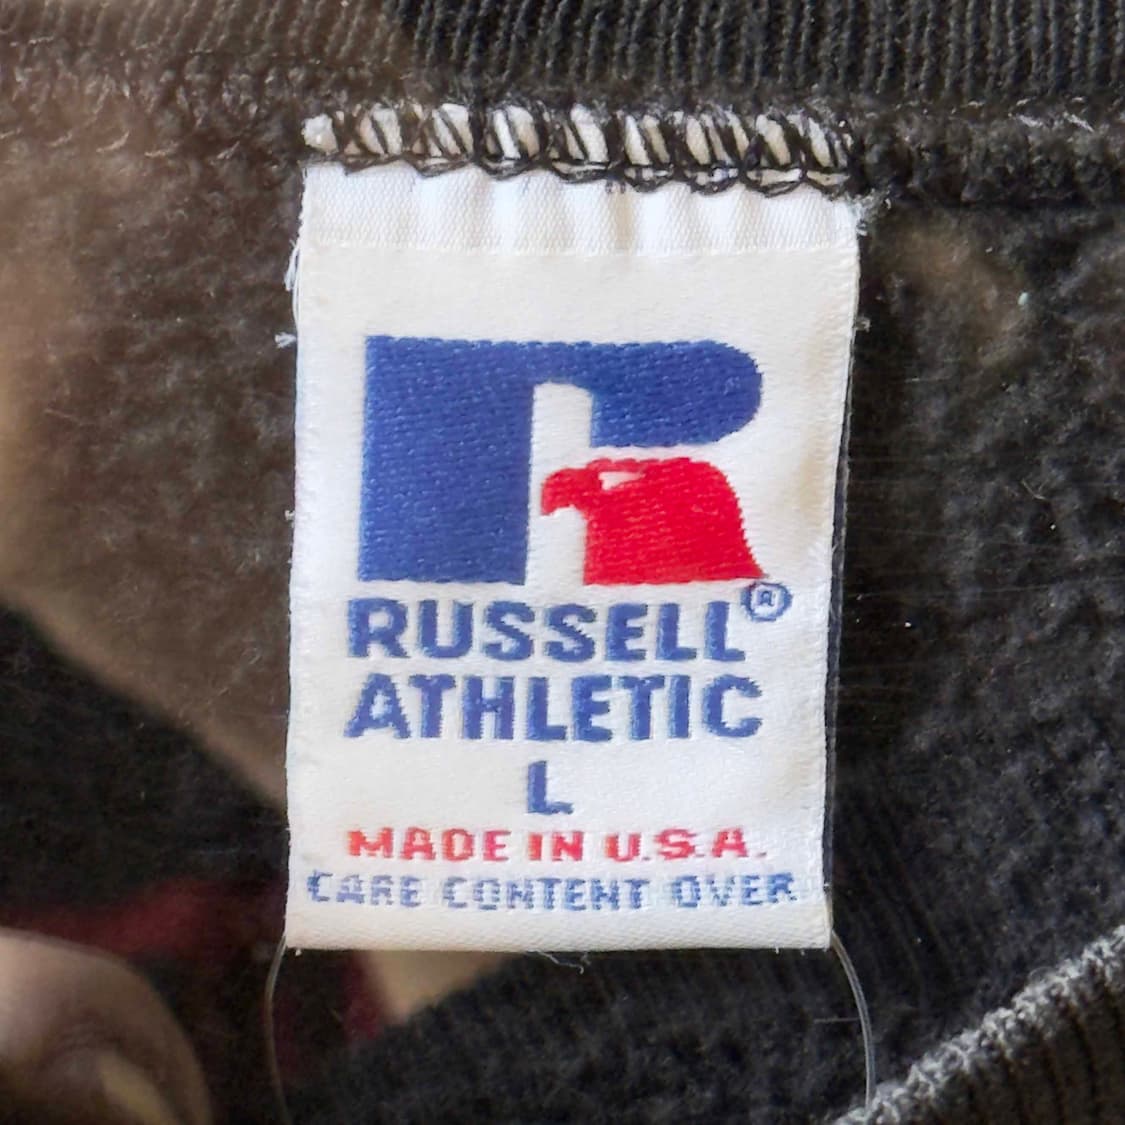 RUSSELL®
ATHLETIC
L
MADE IN U.S.A.
CARE CONTENT OVER